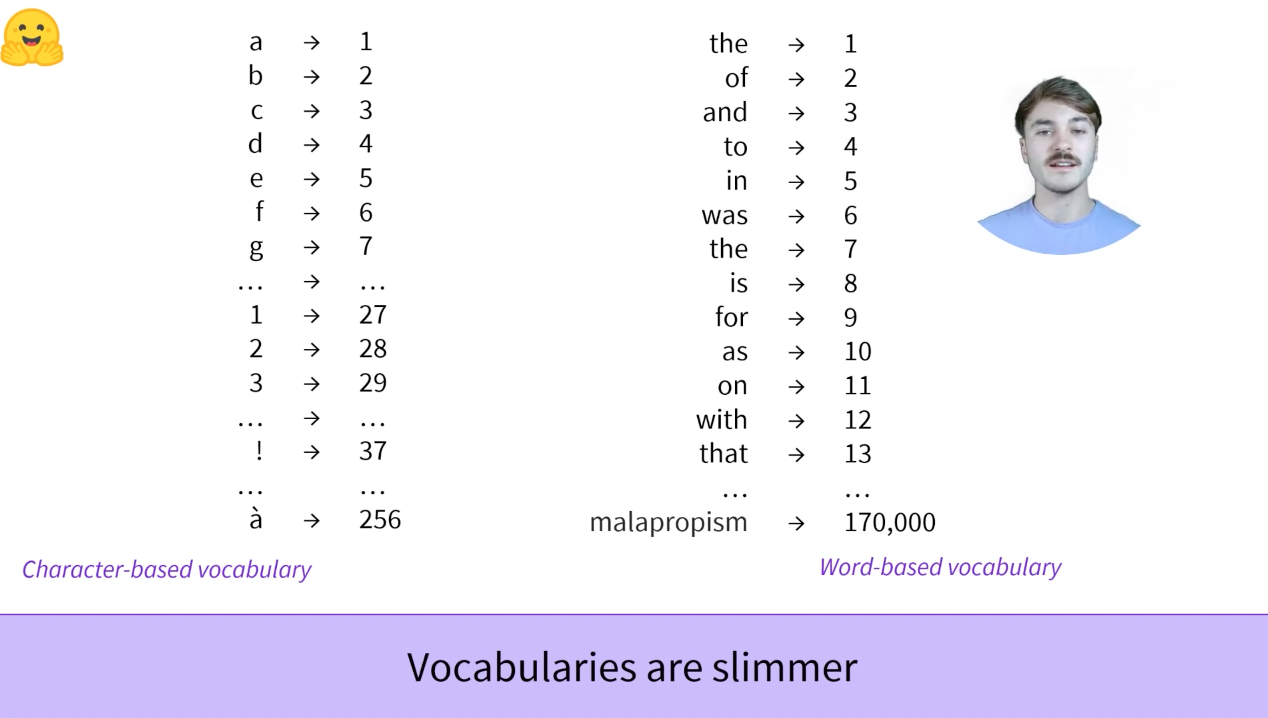 a → 1
b → 2
c → 3
d → 4
e → 5
f → 6
g → 7
... → ...
1 → 27
2 → 28
3 → 29
... → ...
! → 37
... ...
à → 256
Character-based vocabulary
the → 1
of → 2
and → 3
to → 4
in → 5
was → 6
the → 7
is → 8
for → 9
as → 10
on → 11
with → 12
that → 13
... ...
malapropism → 170,000
Word-based vocabulary
Vocabularies are slimmer